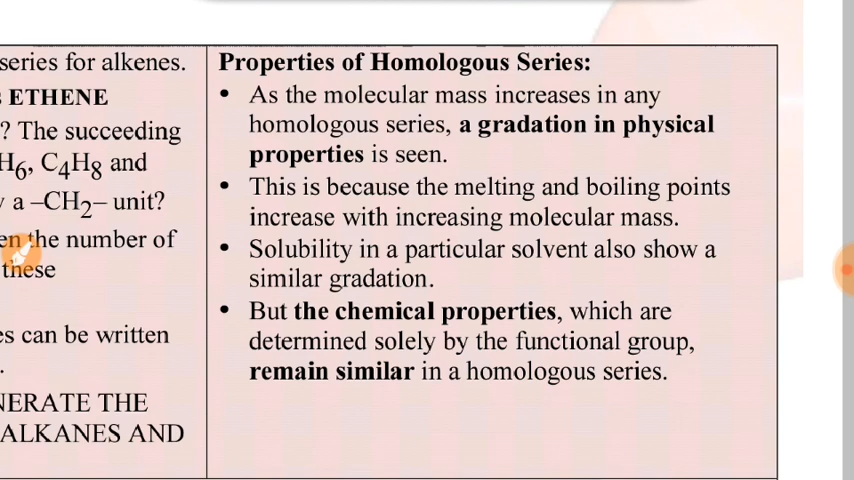 series for alkenes.
ETHENE
? The succeeding
H6, C4H8 and
a –CH2– unit?
the number of
these
can be written
.
ALKANES AND
Properties of Homologous Series:
• As the molecular mass increases in any
homologous series, a gradation in physical
properties is seen.
• This is because the melting and boiling points
increase with increasing molecular mass.
• Solubility in a particular solvent also show a
similar gradation.
• But the chemical properties, which are
determined solely by the functional group,
remain similar in a homologous series.